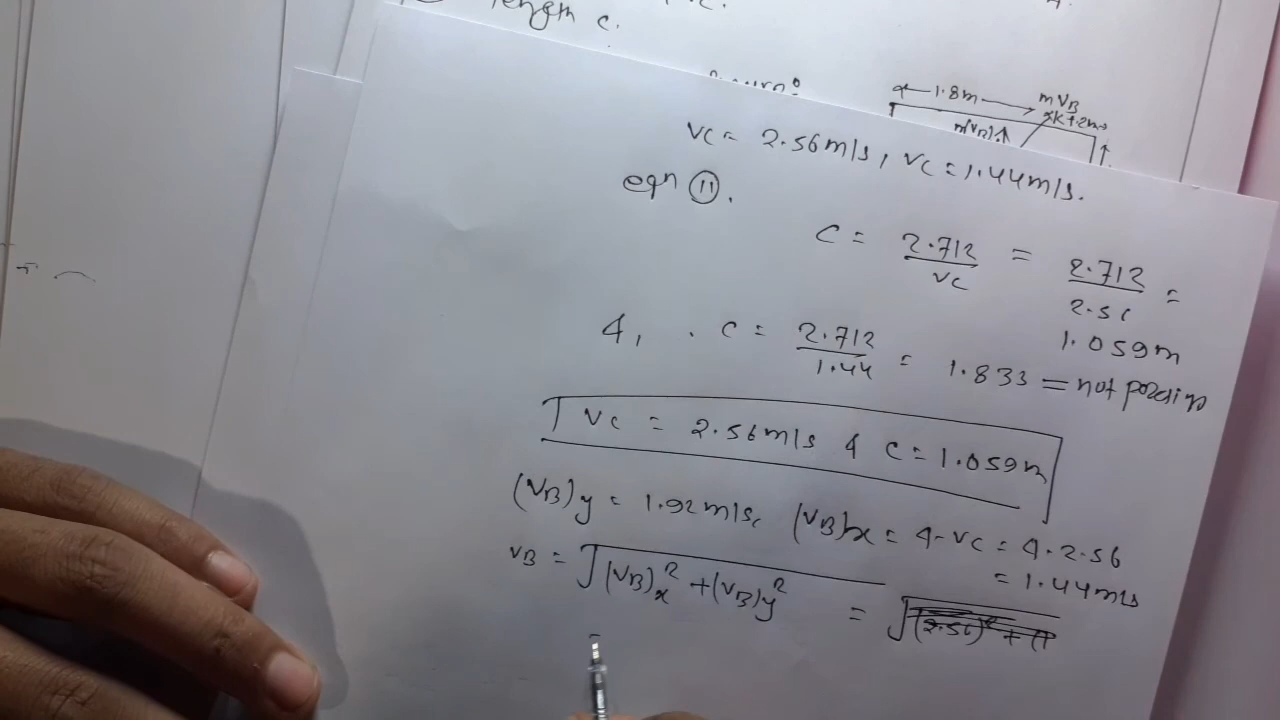 length c.
1.8m
mVB
VC = 2.56m/s, VC = 1.44m/s.
eqn 11.
C = 2.712/VC = 2.712/2.56 = 1.059m
4, . C = 2.712/1.44 = 1.833 = not
VC = 2.56m/s 4 C = 1.059m
(VB)y = 1.92m/s, (VB)x = 4-VC = 4-2.56
= 1.44m/s
VB = √(VB)x² + (VB)y² = √